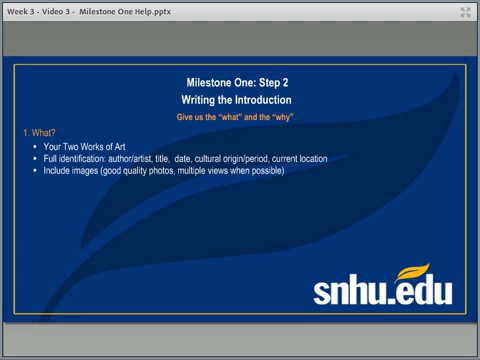 Week 3 - Video 3 - Milestone One Help.pptx
Milestone One: Step 2
Writing the Introduction
Give us the “what” and the “why”
1. What?
• Your Two Works of Art
• Full identification: author/artist, title, date, cultural origin/period, current location
• Include images (good quality photos, multiple views when possible)
snhu.edu